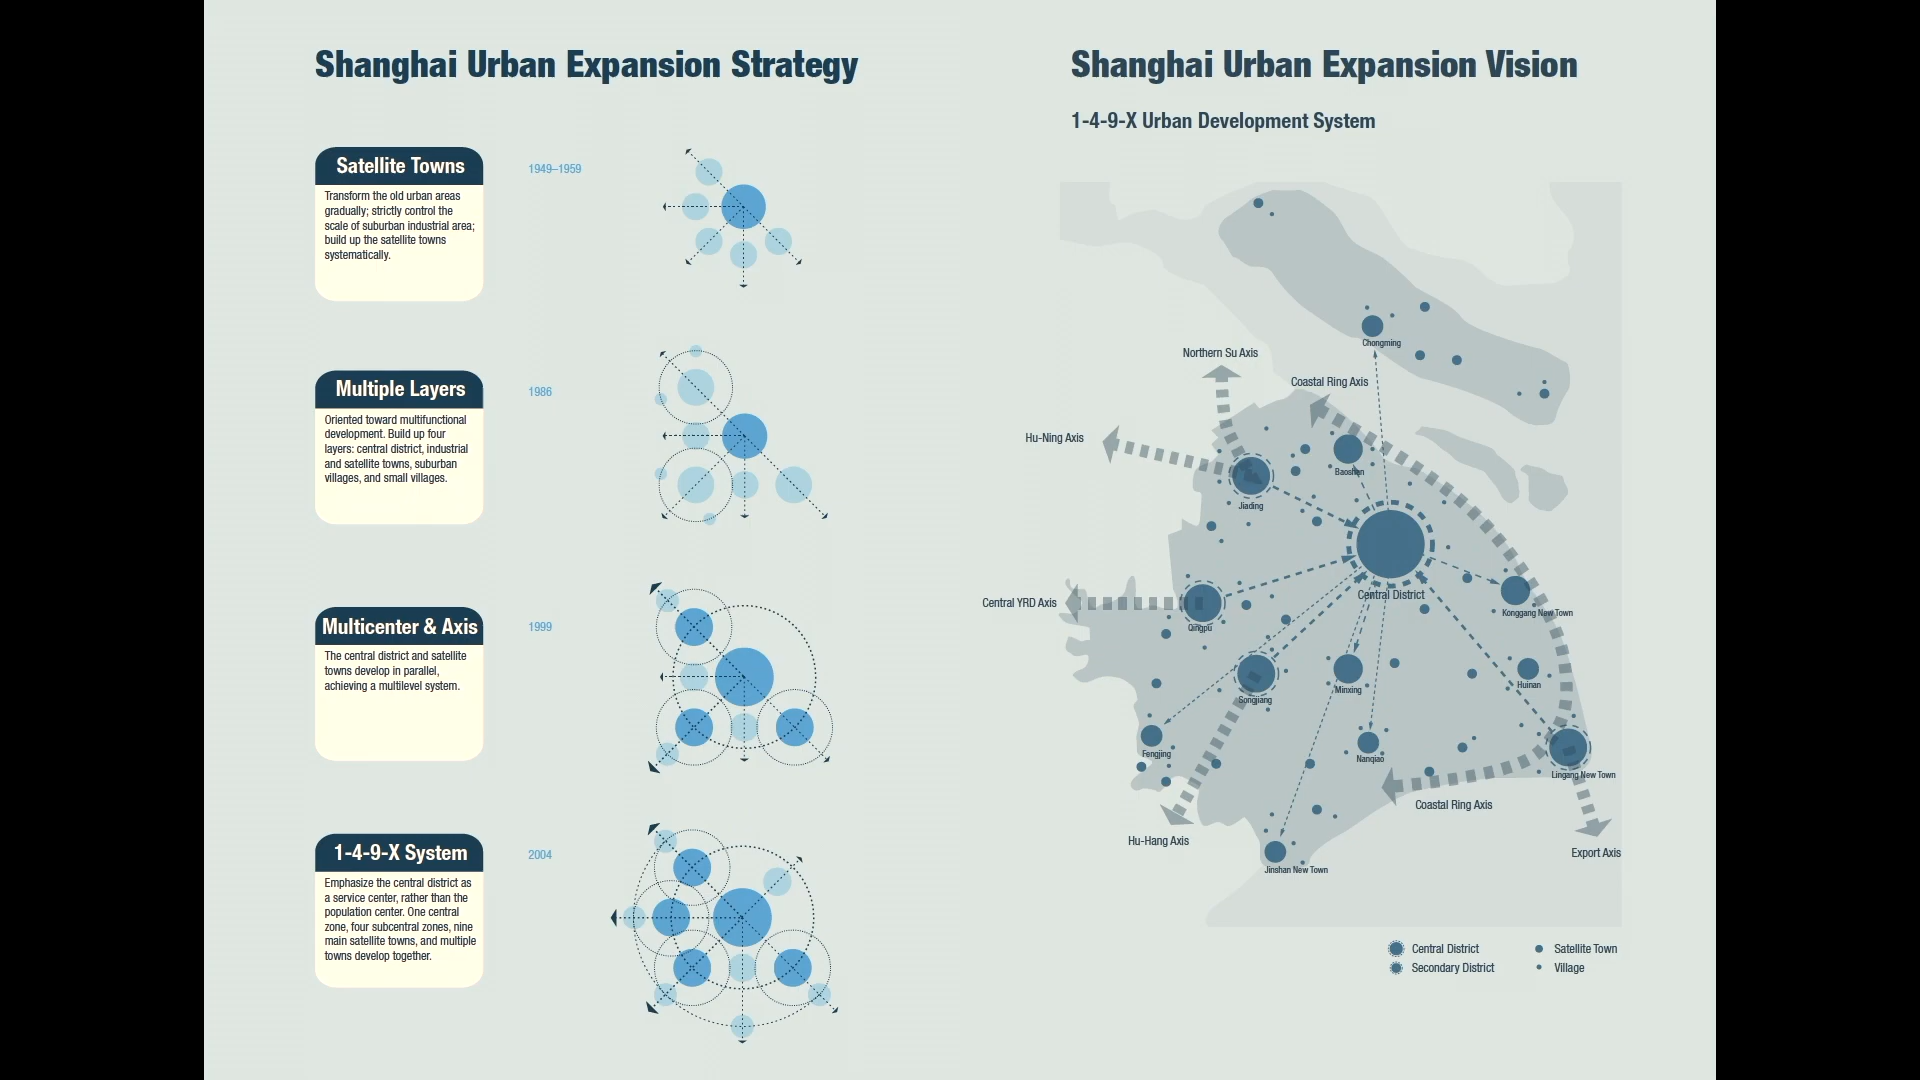 Shanghai Urban Expansion Strategy
Satellite Towns
1949–1959
Transform the old urban areas
gradually; strictly control the
scale of suburban industrial area;
build up the satellite towns
systematically.
Multiple Layers
1986
Oriented toward multifunctional
development. Build up four
layers: central district, industrial
and satellite towns, suburban
villages, and small villages.
Multicenter & Axis
1999
The central district and satellite
towns develop in parallel,
achieving a multilevel system.
1-4-9-X System
2004
Emphasize the central district as
a service center, rather than the
population center. One central
zone, four subcentral zones, nine
main satellite towns, and multiple
towns develop together.
Shanghai Urban Expansion Vision
1-4-9-X Urban Development System
Chongming
Northern Su Axis
Coastal Ring Axis
Hu-Ning Axis
Baoshan
Jiading
Central District
Central YRD Axis
Konggang New Town
Qingpu
Huinan
Minxing
Songjiang
Fengjing
Nanqiao
Lingang New Town
Coastal Ring Axis
Hu-Hang Axis
Export Axis
Jinshan New Town
Central District
Satellite Town
Secondary District
Village